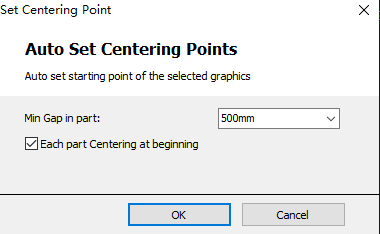 Set Centering Point
Auto Set Centering Points
Auto set starting point of the selected graphics
Min Gap in part:
500mm
Each part Centering at beginning
OK
Cancel